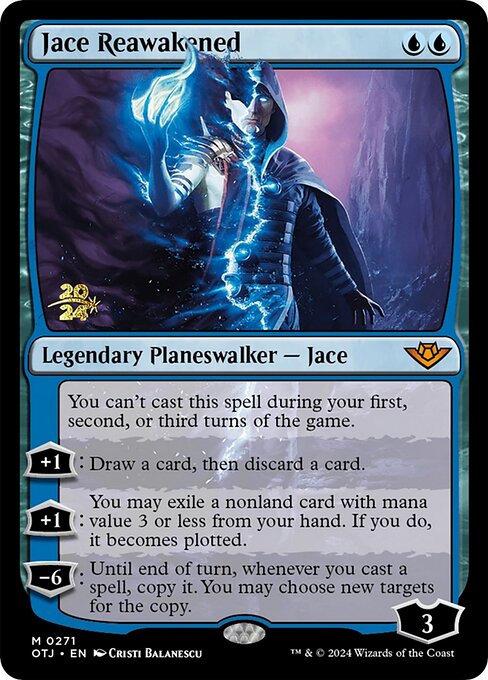 Jace Reawakened
20
24
Legendary Planeswalker — Jace
You can't cast this spell during your first,
second, or third turns of the game.
+1: Draw a card, then discard a card.
You may exile a nonland card with mana
+1: value 3 or less from your hand. If you do,
it becomes plotted.
Until end of turn, whenever you cast a
−6: spell, copy it. You may choose new targets
for the copy.
3
M 0271
OTJ • EN Cristi Balanescu
™ & © 2024 Wizards of the Coast